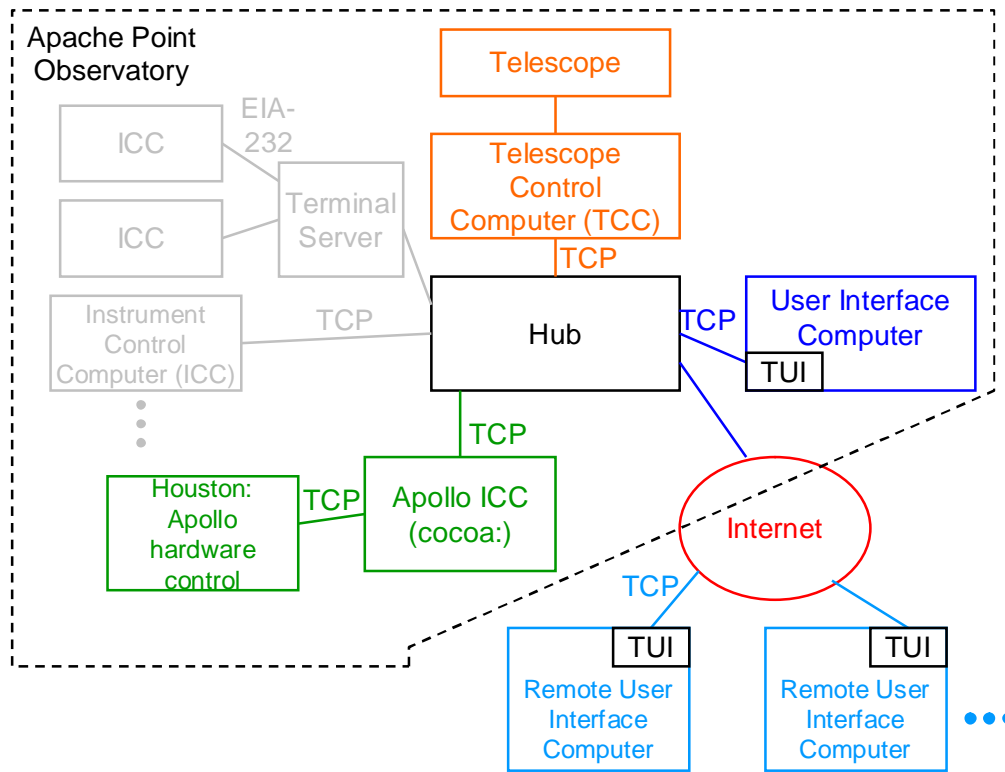 Apache Point
Observatory
Telescope
EIA-
232
ICC
Telescope
Control
Computer (TCC)
Terminal
Server
ICC
TCP
Instrument
Control
Computer (ICC)
TCP
Hub
TCP
User Interface
Computer
TUI
TCP
Houston:
Apollo
hardware
control
TCP
Apollo ICC
(cocoa:)
Internet
TCP
TUI
Remote User
Interface
Computer
TUI
Remote User
Interface
Computer